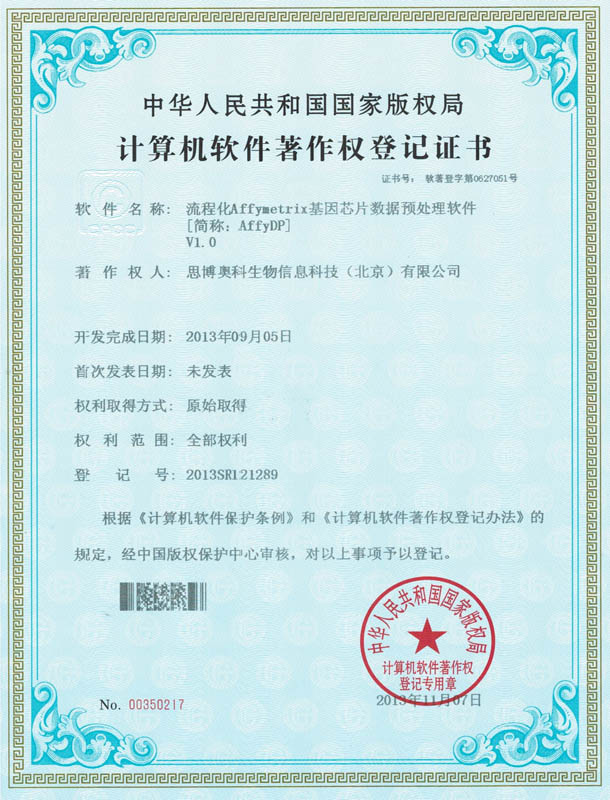 中华人民共和国国家版权局
计算机软件著作权登记证书
证书号： 软著登字第0627051号
软件名称： 流程化Affymetrix基因芯片数据预处理软件
[简称：AffyDP]
V1.0
著作权人： 思博奥科生物信息科技（北京）有限公司
开发完成日期： 2013年09月05日
首次发表日期： 未发表
权利取得方式： 原始取得
权利范围： 全部权利
登记号： 2013SR121289
根据《计算机软件保护条例》和《计算机软件著作权登记办法》的
规定，经中国版权保护中心审核，对以上事项予以登记。
中华人民共和国国家版权局
计算机软件著作权
登记专用章
No. 00350217
2013年11月07日